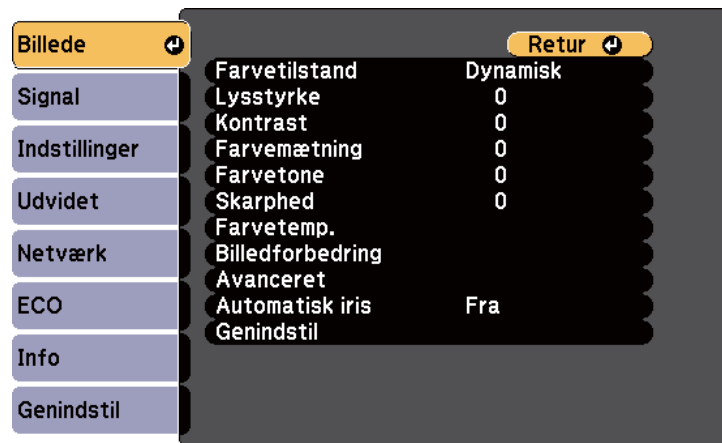 Billede
Signal
Indstillinger
Udvidet
Netværk
ECO
Info
Genindstil
Retur
Farvetilstand Dynamisk
Lysstyrke 0
Kontrast 0
Farvemætning 0
Farvetone 0
Skarphed 0
Farvetemp.
Billedforbedring
Avanceret
Automatisk iris Fra
Genindstil